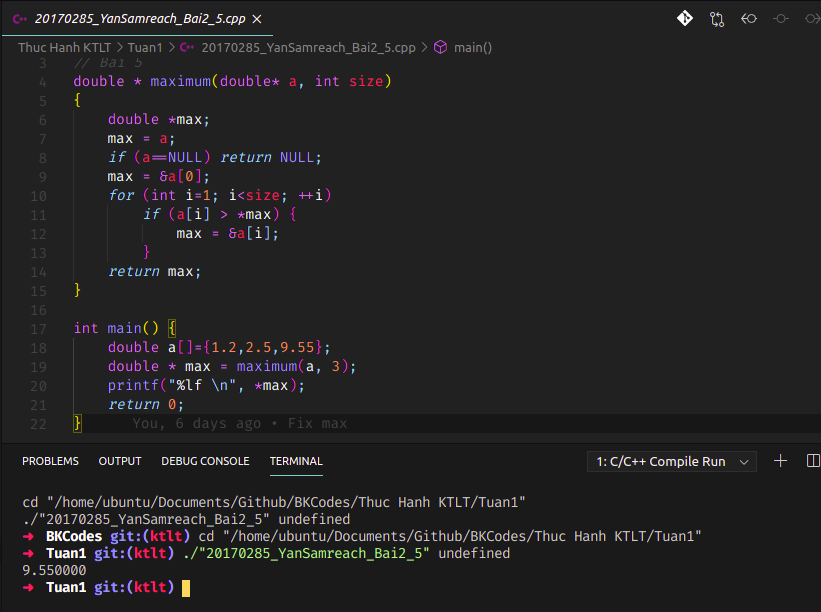 20170285_YanSamreach_Bai2_5.cpp
Thuc Hanh KTLT > Tuan1 > 20170285_YanSamreach_Bai2_5.cpp > main()
3 // Bai 5
4 double * maximum(double* a, int size)
5 {
6 double *max;
7 max = a;
8 if (a==NULL) return NULL;
9 max = &a[0];
10 for (int i=1; i<size; ++i)
11 if (a[i] > *max) {
12 max = &a[i];
13 }
14 return max;
15 }
16
17 int main() {
18 double a[]={1.2,2.5,9.55};
19 double * max = maximum(a, 3);
20 printf("%lf \n", *max);
21 return 0;
22 } You, 6 days ago • Fix max
PROBLEMS OUTPUT DEBUG CONSOLE TERMINAL 1: C/C++ Compile Run
cd "/home/ubuntu/Documents/Github/BKCodes/Thuc Hanh KTLT/Tuan1"
./"20170285_YanSamreach_Bai2_5" undefined
➜ BKCodes git:(ktlt) cd "/home/ubuntu/Documents/Github/BKCodes/Thuc Hanh KTLT/Tuan1"
➜ Tuan1 git:(ktlt) ./"20170285_YanSamreach_Bai2_5" undefined
9.550000
➜ Tuan1 git:(ktlt)